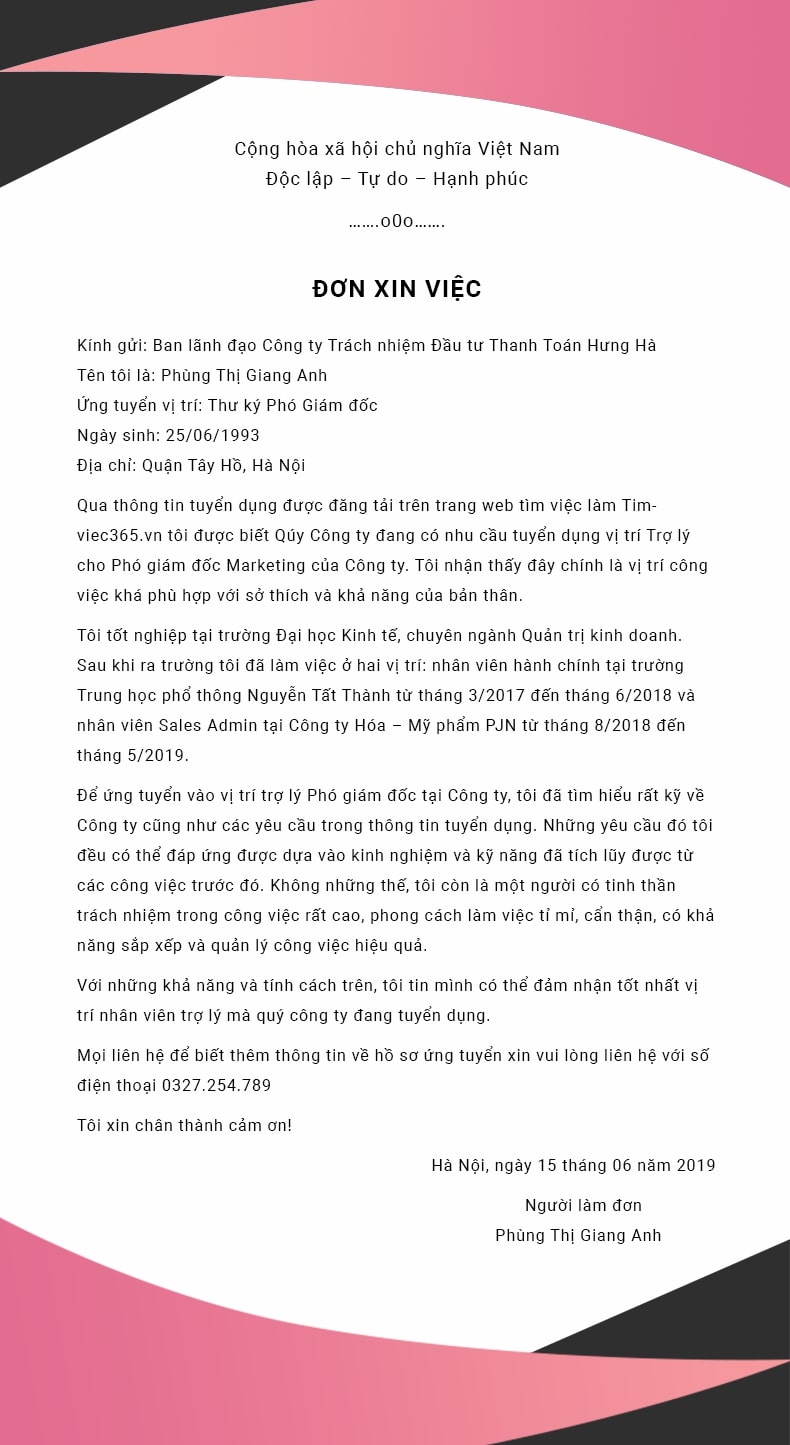 Cộng hòa xã hội chủ nghĩa Việt Nam
Độc lập – Tự do – Hạnh phúc
…….o0o…….
ĐƠN XIN VIỆC
Kính gửi: Ban lãnh đạo Công ty Trách nhiệm Đầu tư Thanh Toán Hưng Hà
Tên tôi là: Phùng Thị Giang Anh
Ứng tuyển vị trí: Thư ký Phó Giám đốc
Ngày sinh: 25/06/1993
Địa chỉ: Quận Tây Hồ, Hà Nội
Qua thông tin tuyển dụng được đăng tải trên trang web tìm việc làm Tim-
viec365.vn tôi được biết Qúy Công ty đang có nhu cầu tuyển dụng vị trí Trợ lý
cho Phó giám đốc Marketing của Công ty. Tôi nhận thấy đây chính là vị trí công
việc khá phù hợp với sở thích và khả năng của bản thân.
Tôi tốt nghiệp tại trường Đại học Kinh tế, chuyên ngành Quản trị kinh doanh.
Sau khi ra trường tôi đã làm việc ở hai vị trí: nhân viên hành chính tại trường
Trung học phổ thông Nguyễn Tất Thành từ tháng 3/2017 đến tháng 6/2018 và
nhân viên Sales Admin tại Công ty Hóa – Mỹ phẩm PJN từ tháng 8/2018 đến
tháng 5/2019.
Để ứng tuyển vào vị trí trợ lý Phó giám đốc tại Công ty, tôi đã tìm hiểu rất kỹ về
Công ty cũng như các yêu cầu trong thông tin tuyển dụng. Những yêu cầu đó tôi
đều có thể đáp ứng được dựa vào kinh nghiệm và kỹ năng đã tích lũy được từ
các công việc trước đó. Không những thế, tôi còn là một người có tinh thần
trách nhiệm trong công việc rất cao, phong cách làm việc tỉ mỉ, cẩn thận, có khả
năng sắp xếp và quản lý công việc hiệu quả.
Với những khả năng và tính cách trên, tôi tin mình có thể đảm nhận tốt nhất vị
trí nhân viên trợ lý mà quý công ty đang tuyển dụng.
Mọi liên hệ để biết thêm thông tin về hồ sơ ứng tuyển xin vui lòng liên hệ với số
điện thoại 0327.254.789
Tôi xin chân thành cảm ơn!
Hà Nội, ngày 15 tháng 06 năm 2019
Người làm đơn
Phùng Thị Giang Anh